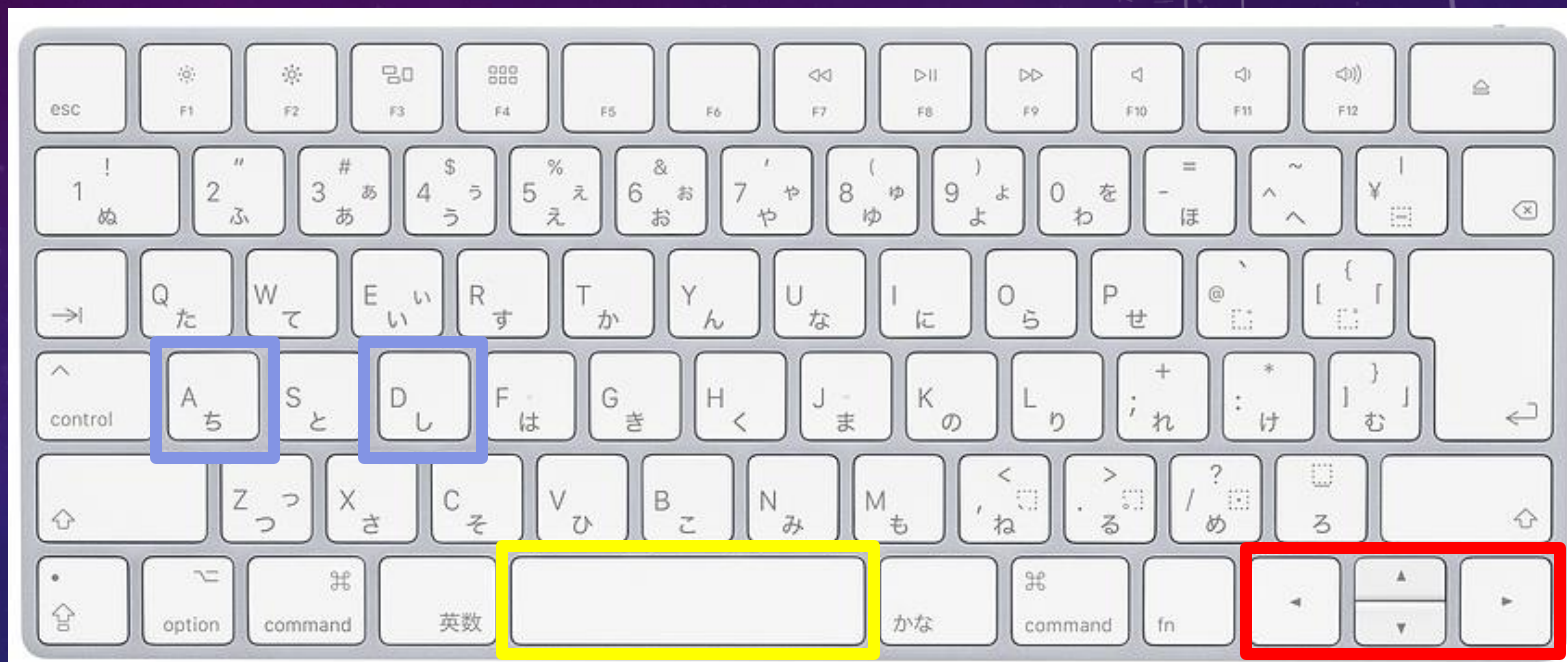 esc F1 F2 F3 F4 F5 F6 F7 F8 F9 F10 F11 F12
! " # $ % & ' ( ) = ~ |
1 2 3 あ 4 ぅ 5 ぇ 6 ぉ 7 ゃ 8 ゅ 9 ょ 0 を - ^ ¥
ぬ ふ あ う え お や ゆ よ わ ほ へ
Q W E ぃ R T Y U I O P @ ` [ { 「
た て い す か ん な に ら せ
A S D F G H J K L ; + : * ] } 」
control ち と し は き く ま の り れ け む
Z っ X C V B N M , < . > / ?
つ さ そ ひ こ み も ね る め ろ
option command 英数 かな command fn